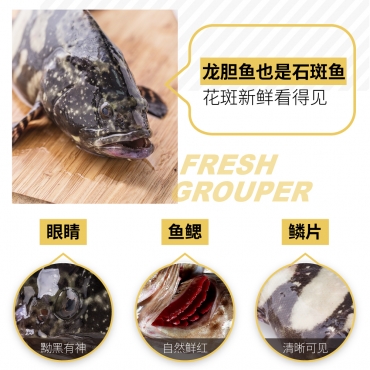 龙胆鱼也是石斑鱼
花斑新鲜看得见
FRESH
GROUPER
眼睛
鱼鳃
鳞片
黝黑有神
自然鲜红
清晰可见